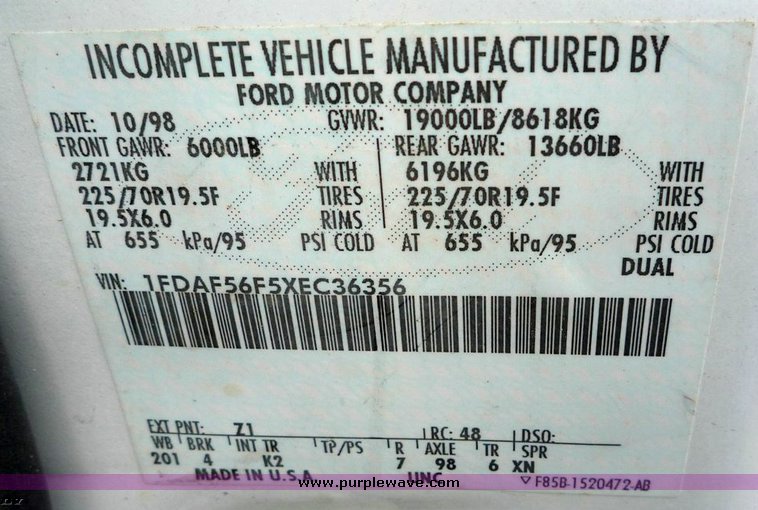 INCOMPLETE VEHICLE MANUFACTURED BY
FORD MOTOR COMPANY
DATE: 10/98 GVWR: 19000LB/8618KG
FRONT GAWR: 6000LB REAR GAWR: 13660LB
2721KG WITH 6196KG WITH
225/70R19.5F TIRES 225/70R19.5F TIRES
19.5X6.0 RIMS 19.5X6.0 RIMS
AT 655 kPa/95 PSI COLD AT 655 kPa/95 PSI COLD
DUAL
VIN: 1FDAF56F5XEC36356
EXT PNT: Z1 RC: 48 DSO:
WB BRK INT TR TP/PS R AXLE TR SPR
201 4 K2 7 98 6 XN
MADE IN U.S.A. UNC F85B-1520472-AB
www.purplewave.com